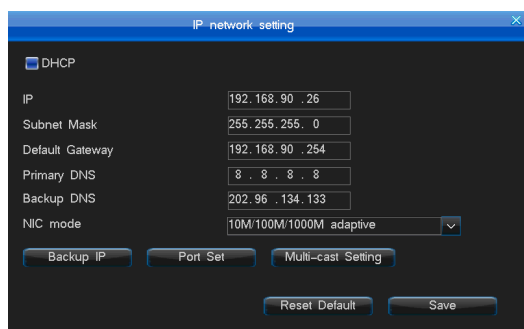 IP network setting
DHCP
IP 192.168.90 .26
Subnet Mask 255.255.255. 0
Default Gateway 192.168.90 .254
Primary DNS 8 . 8 . 8 . 8
Backup DNS 202.96 .134.133
NIC mode 10M/100M/1000M adaptive
Backup IP Port Set Multi-cast Setting
Reset Default Save